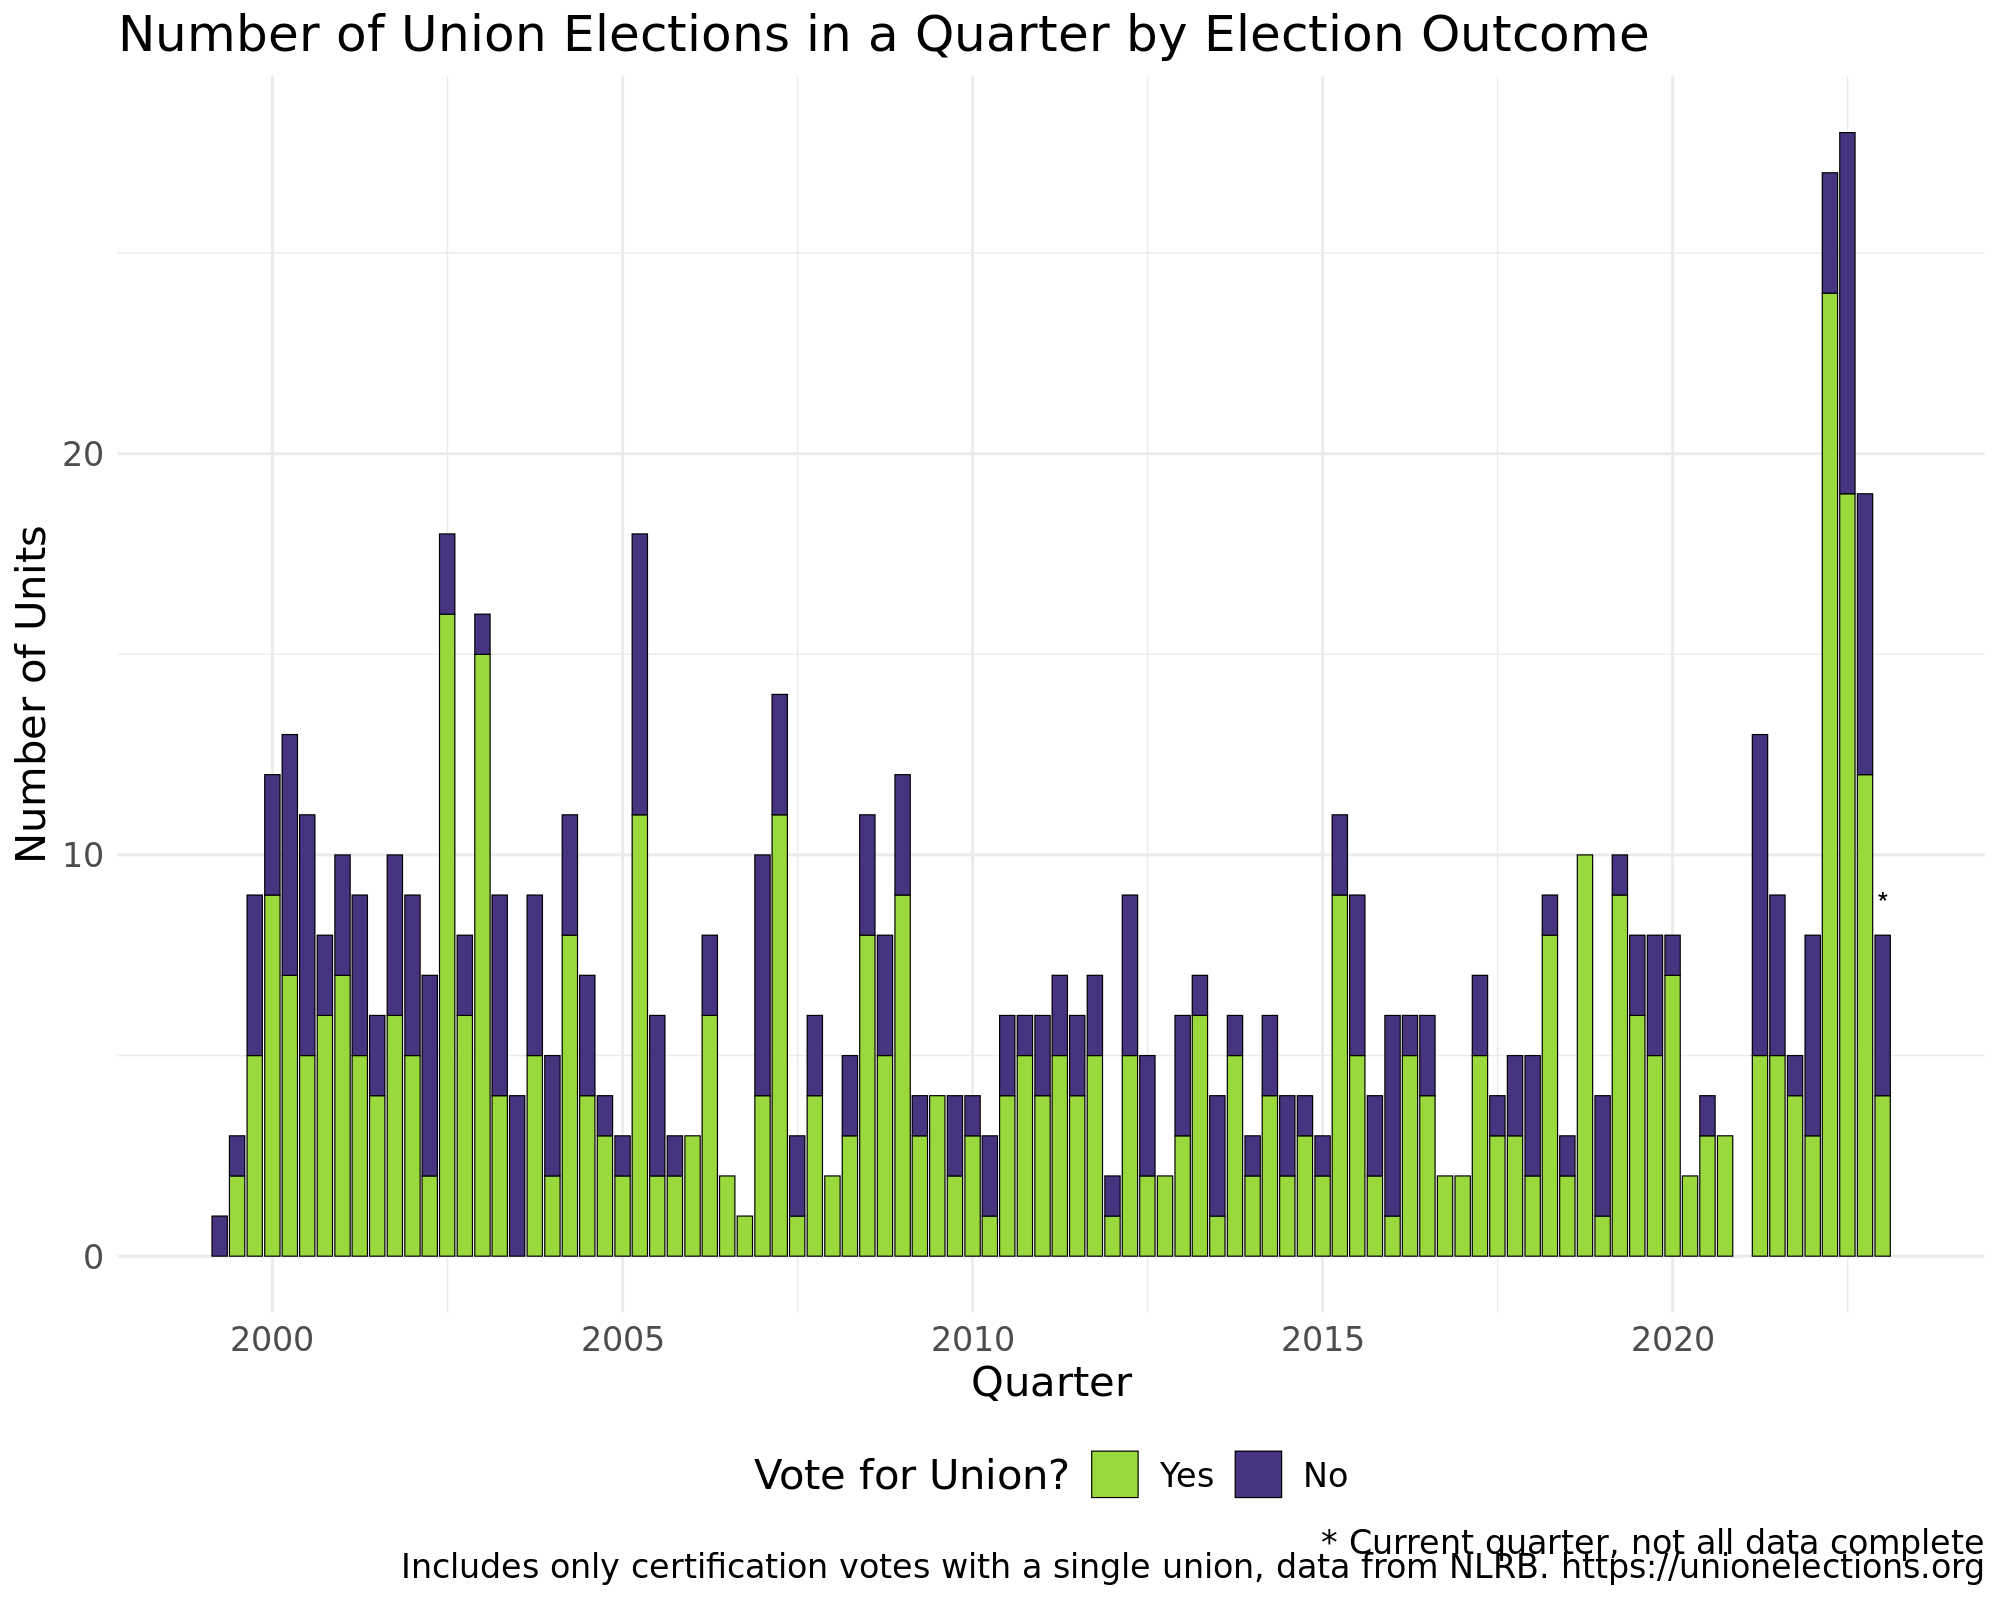 Number of Union Elections in a Quarter by Election Outcome
Number of Units
20
10
0
*
2000 2005 2010 2015 2020
Quarter
Vote for Union? Yes No
* Current quarter, not all data complete
Includes only certification votes with a single union, data from NLRB. https://unionelections.org